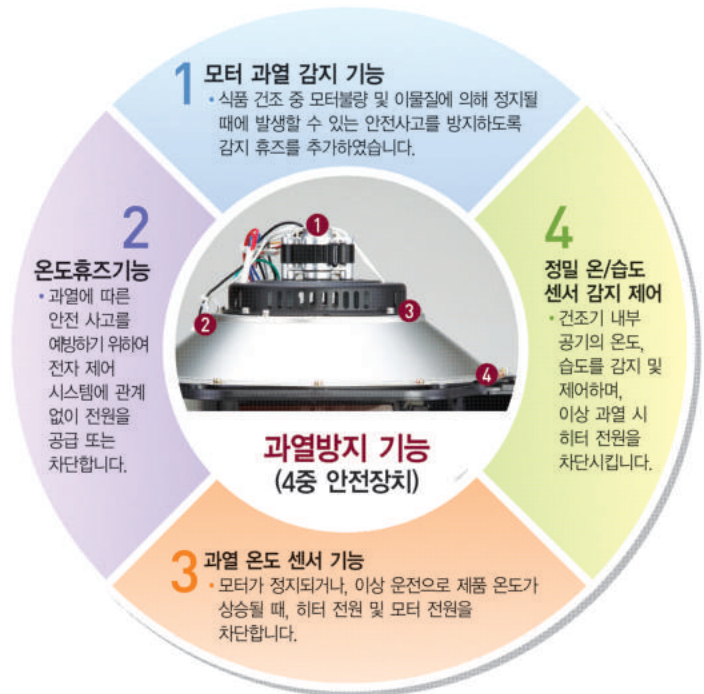 1 모터 과열 감지 기능
• 식품 건조 중 모터불량 및 이물질에 의해 정지될
때에 발생할 수 있는 안전사고를 방지하도록
감지 휴즈를 추가하였습니다.
2
온도휴즈기능
• 과열에 따른
안전 사고를
예방하기 위하여
전자 제어
시스템에 관계
없이 전원을
공급 또는
차단합니다.
1
2
3
4
과열방지 기능
(4중 안전장치)
4
정밀 온/습도
센서 감지 제어
• 건조기 내부
공기의 온도,
습도를 감지 및
제어하며,
이상 과열 시
히터 전원을
차단시킵니다.
3 과열 온도 센서 기능
• 모터가 정지되거나, 이상 운전으로 제품 온도가
상승될 때, 히터 전원 및 모터 전원을
차단합니다.